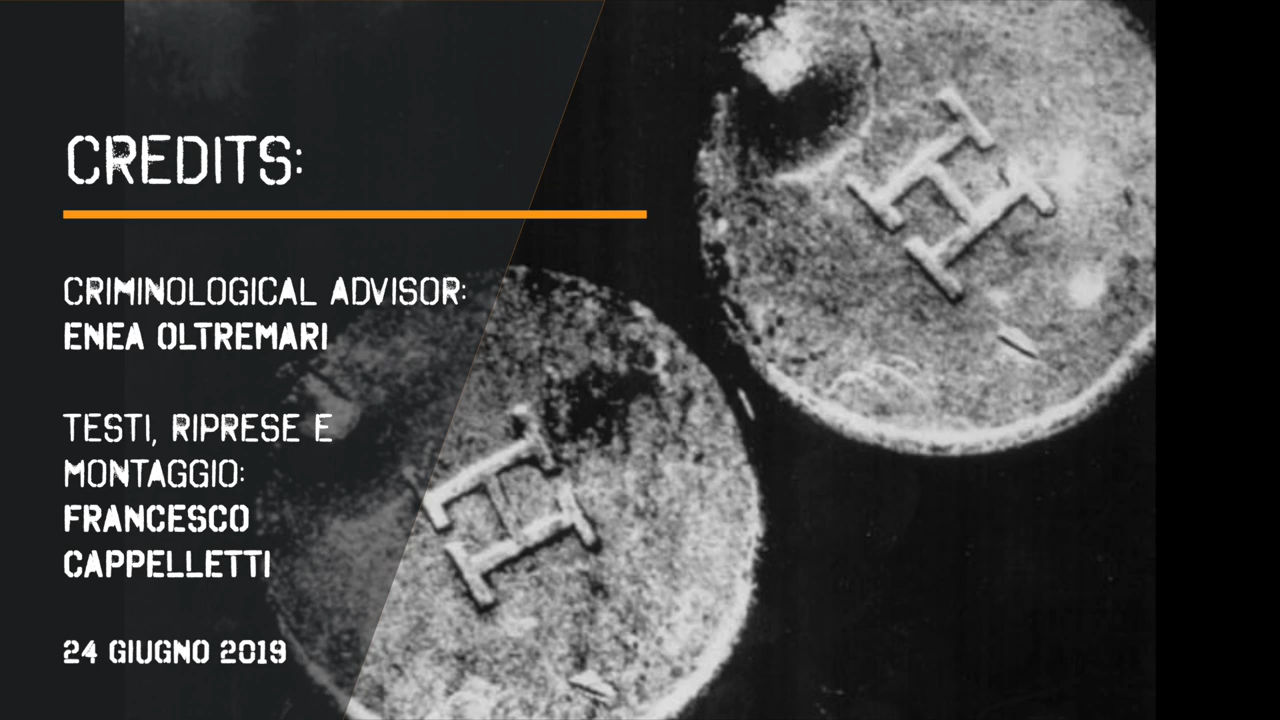 CREDITS:
CRIMINOLOGICAL ADVISOR:
ENEA OLTREMARI
TESTI, RIPRESE E
MONTAGGIO:
FRANCESCO
CAPPELLETTI
24 GIUGNO 2019
H
H